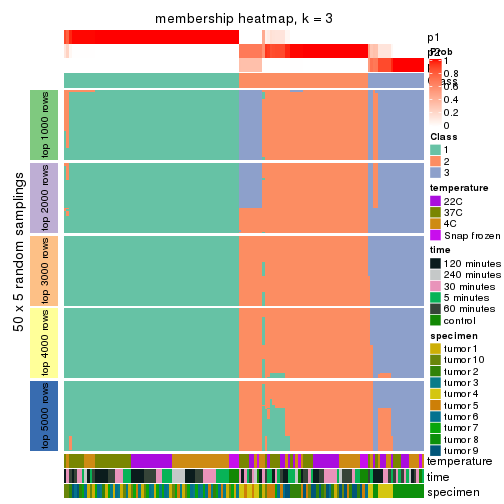 membership heatmap, k = 3
50 x 5 random samplings
top 1000 rows
top 2000 rows
top 3000 rows
top 4000 rows
top 5000 rows
p1
p2
Prob
1
0.8
0.6
0.4
0.2
0
Class
1
2
3
temperature
22C
37C
4C
Snap frozen
time
120 minutes
240 minutes
30 minutes
5 minutes
60 minutes
control
specimen
tumor 1
tumor 10
tumor 2
tumor 3
tumor 4
tumor 5
tumor 6
tumor 7
tumor 8
tumor 9
temperature
time
specimen